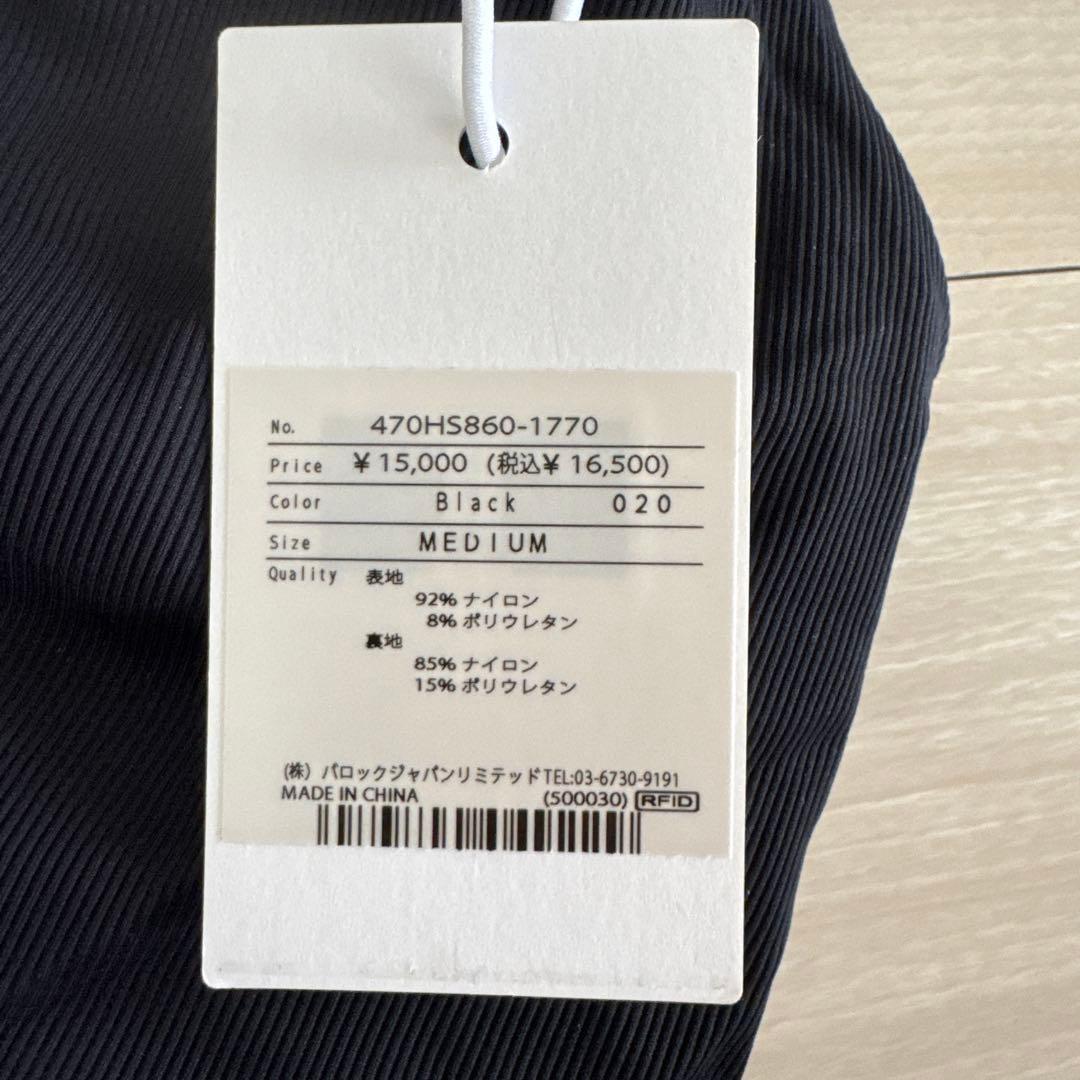 No. 470HS860-1770
Price ¥15,000 (税込¥ 16,500)
Color Black 020
Size MEDIUM
Quality 表地
92% ナイロン
8% ポリウレタン
裏地
85% ナイロン
15% ポリウレタン
(株) バロックジャパンリミテッドTEL:03-6730-9191
MADE IN CHINA (500030) RFID